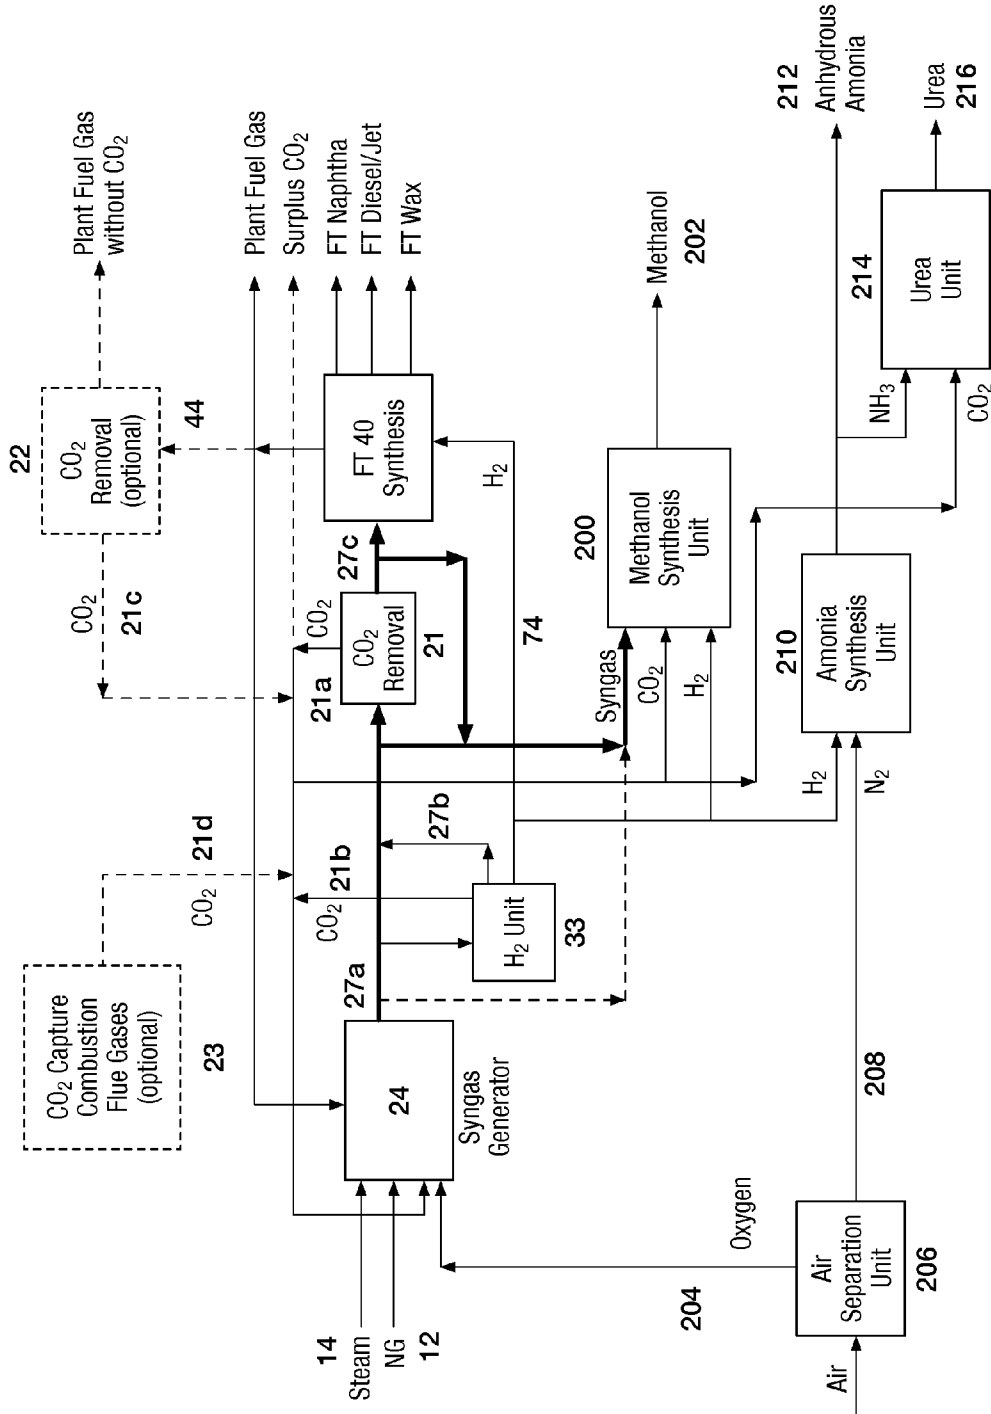 CO₂ Capture
Combustion
Flue Gases
(optional)
23
CO₂
21d
CO₂
21c
22
CO₂
Removal
(optional)
44
Plant Fuel Gas
without CO₂
Plant Fuel Gas
Surplus CO₂
FT Naphtha
FT Diesel/Jet
FT Wax
14
Steam
NG
12
24
Syngas
Generator
27a
CO₂
21b
27b
H₂ Unit
33
21a
CO₂
CO₂
Removal
21
27c
FT 40
Synthesis
H₂
74
Syngas
CO₂
H₂
200
Methanol
Synthesis
Unit
Methanol
202
Oxygen
204
Air
Air
Separation
Unit
206
208
H₂
N₂
210
Amonia
Synthesis
Unit
NH₃
CO₂
214
Urea
Unit
212
Anhydrous
Amonia
Urea
216